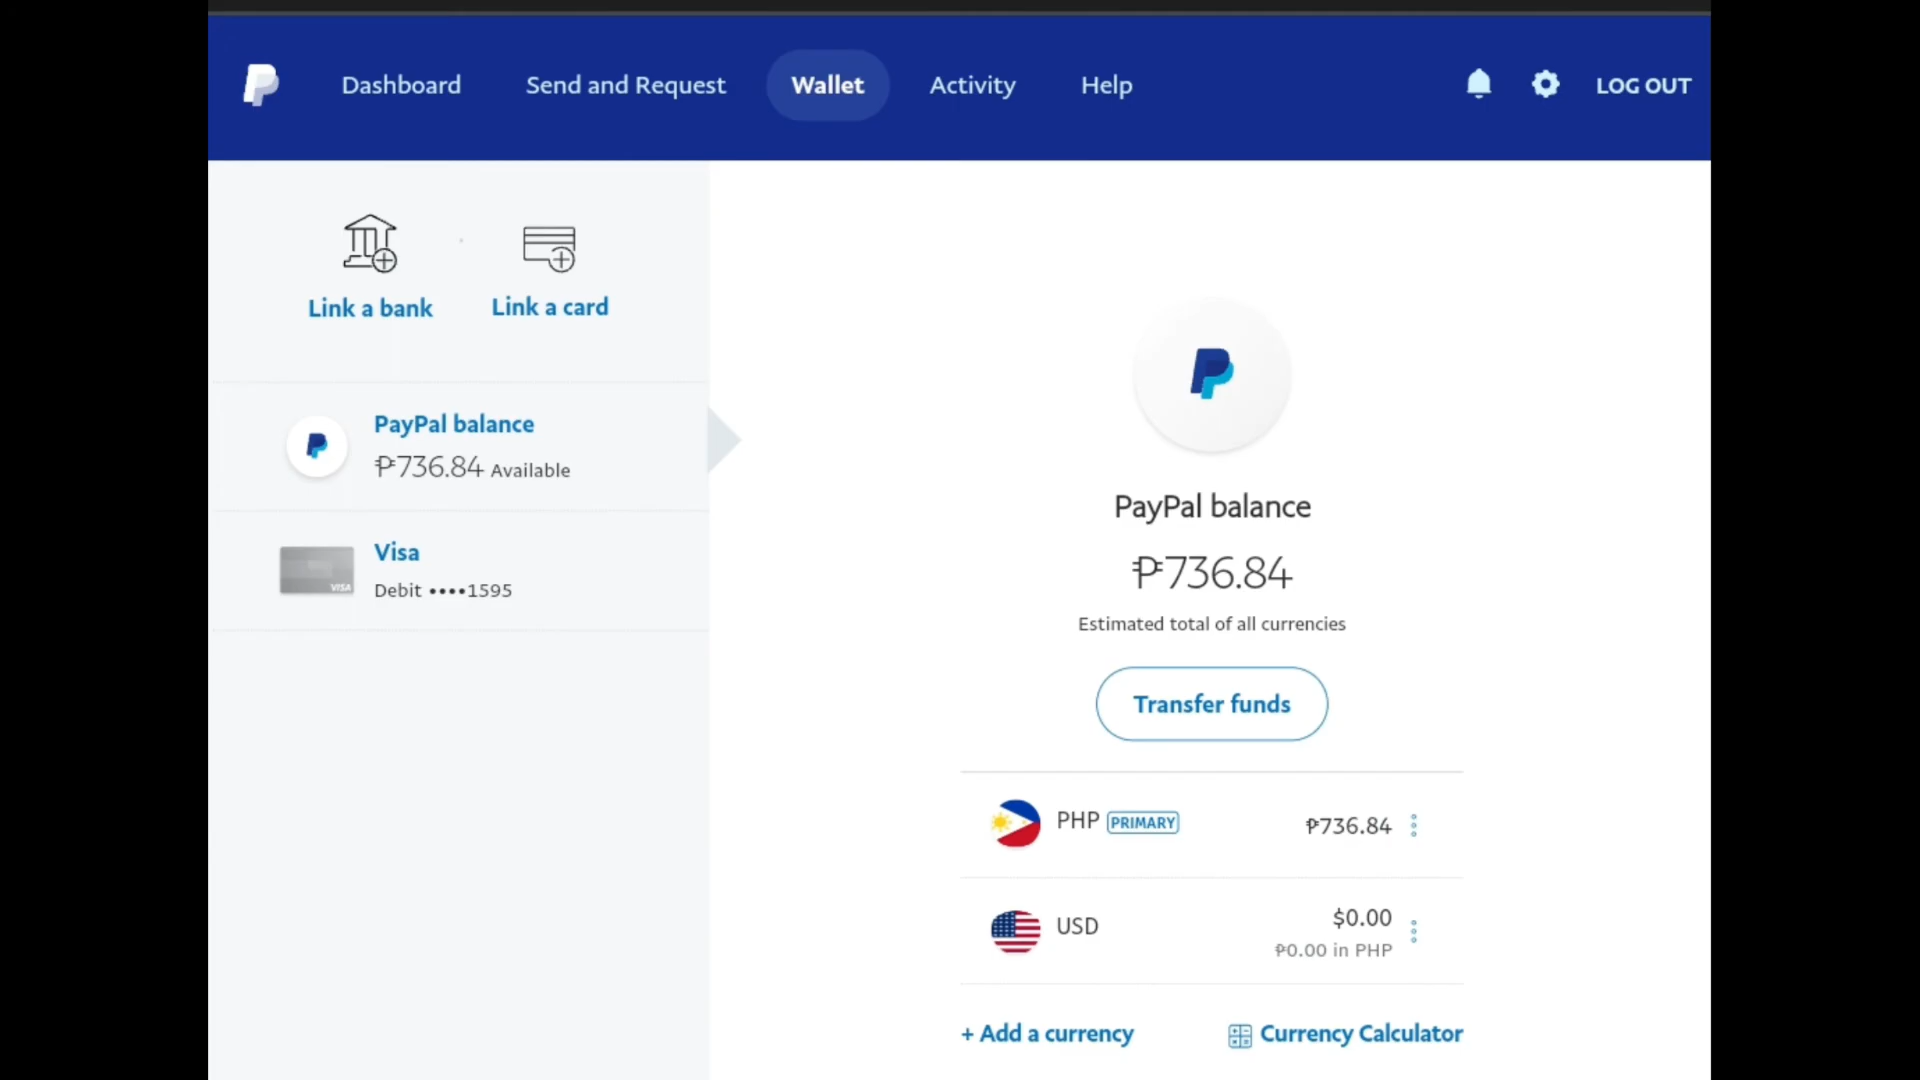 Dashboard
Send and Request
Wallet
Activity
Help
LOG OUT
Link a bank
Link a card
PayPal balance
₱736.84 Available
Visa
Debit ••••1595
VISA
PayPal balance
₱736.84
Estimated total of all currencies
Transfer funds
PHP PRIMARY
₱736.84
USD
$0.00
₱0.00 in PHP
+ Add a currency
Currency Calculator